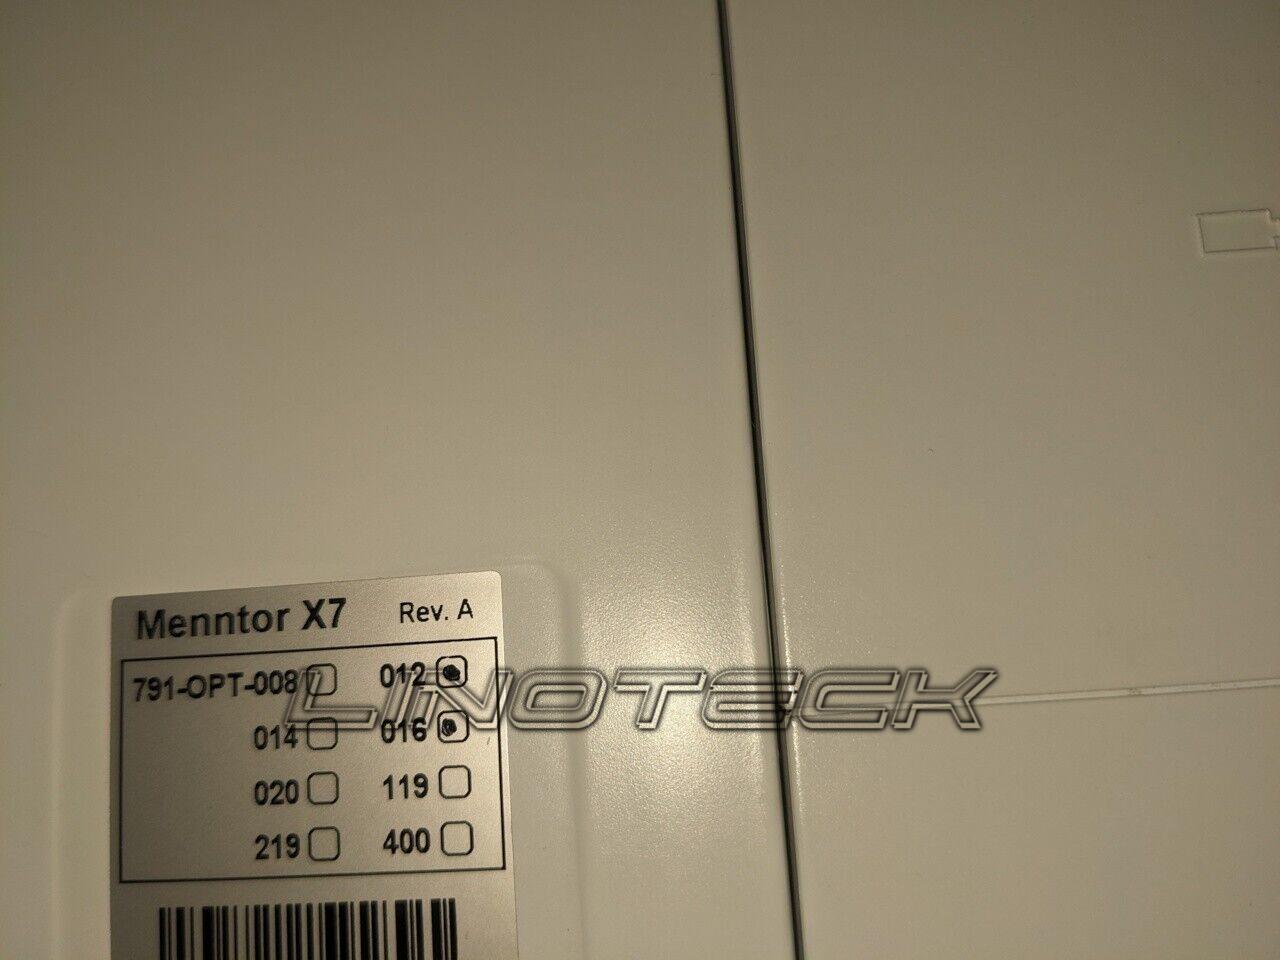 Menntor X7 Rev. A
791-OPT-008 012
LINOTECK
014 016
020 119
219 400